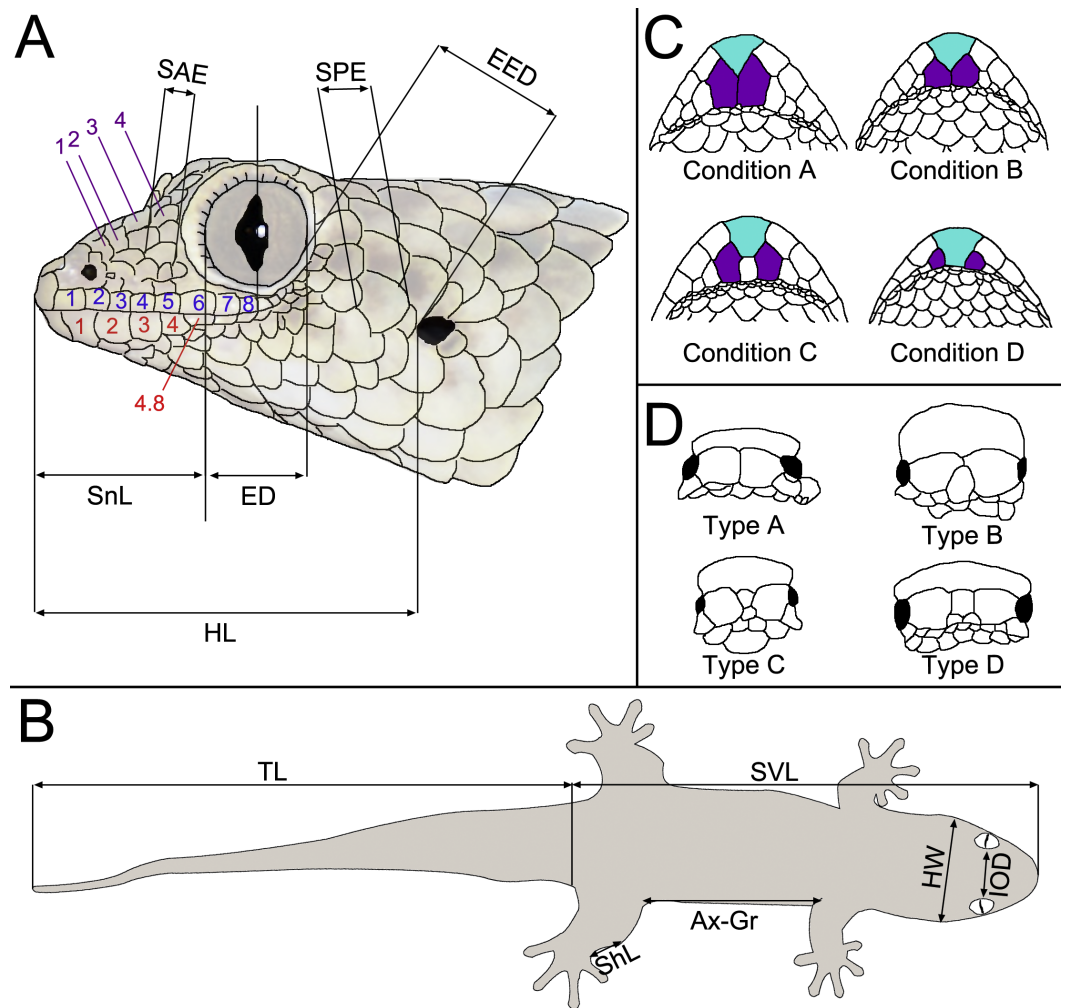 A
SAE
SPE
EED
1 2 3 4
1 2 3 4 5 6 7 8
1 2 3 4
4.8
SnL
ED
HL
C
Condition A
Condition B
Condition C
Condition D
D
Type A
Type B
Type C
Type D
B
TL
SVL
HW
IOD
Ax-Gr
ShL